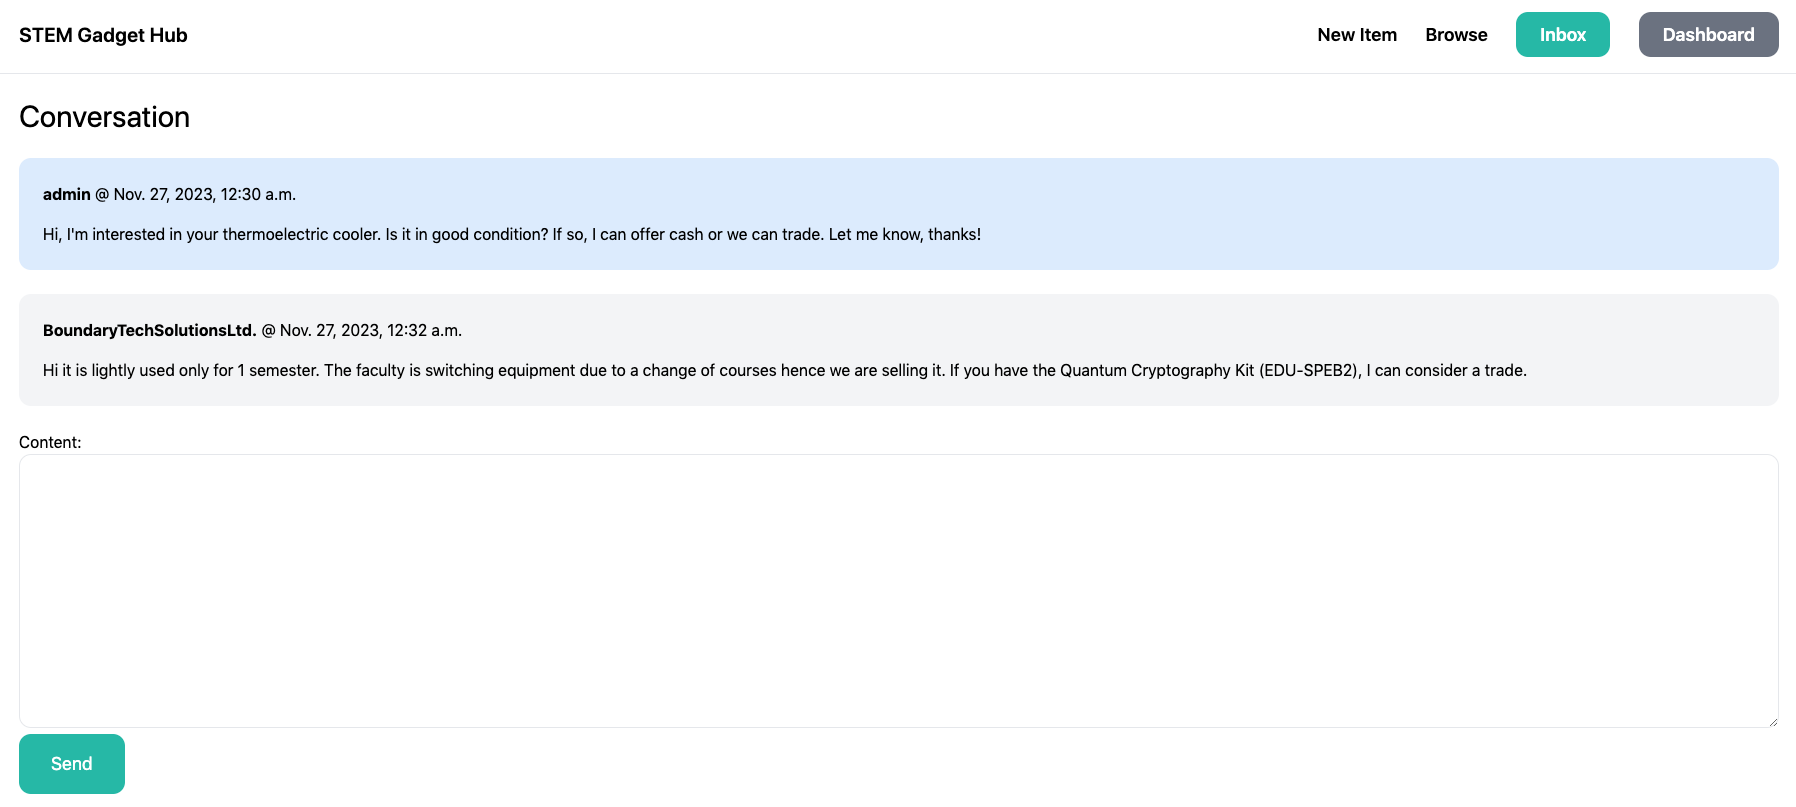 STEM Gadget Hub
New Item Browse Inbox Dashboard
Conversation
admin @ Nov. 27, 2023, 12:30 a.m.
Hi, I'm interested in your thermoelectric cooler. Is it in good condition? If so, I can offer cash or we can trade. Let me know, thanks!
BoundaryTechSolutionsLtd. @ Nov. 27, 2023, 12:32 a.m.
Hi it is lightly used only for 1 semester. The faculty is switching equipment due to a change of courses hence we are selling it. If you have the Quantum Cryptography Kit (EDU-SPEB2), I can consider a trade.
Content:
Send